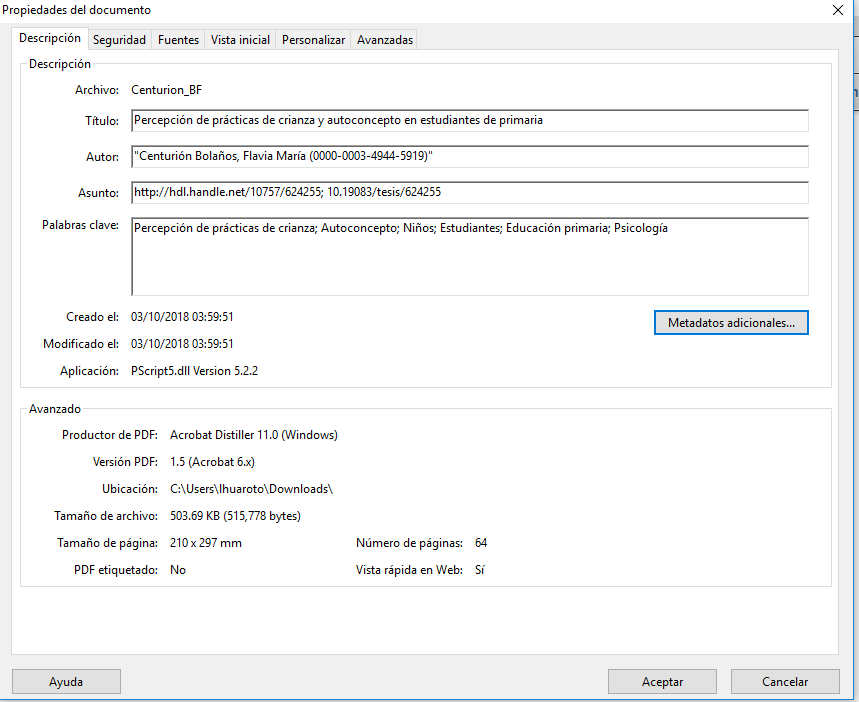 Propiedades del documento
Descripción Seguridad Fuentes Vista inicial Personalizar Avanzadas
Descripción
Archivo: Centurion_BF
Título: Percepción de prácticas de crianza y autoconcepto en estudiantes de primaria
Autor: "Centurión Bolaños, Flavia María (0000-0003-4944-5919)"
Asunto: http://hdl.handle.net/10757/624255; 10.19083/tesis/624255
Palabras clave: Percepción de prácticas de crianza; Autoconcepto; Niños; Estudiantes; Educación primaria; Psicología
Creado el: 03/10/2018 03:59:51
Metadatos adicionales...
Modificado el: 03/10/2018 03:59:51
Aplicación: PScript5.dll Version 5.2.2
Avanzado
Productor de PDF: Acrobat Distiller 11.0 (Windows)
Versión PDF: 1.5 (Acrobat 6.x)
Ubicación: C:\Users\lhuaroto\Downloads\
Tamaño de archivo: 503.69 KB (515,778 bytes)
Tamaño de página: 210 x 297 mm Número de páginas: 64
PDF etiquetado: No Vista rápida en Web: Sí
Ayuda Aceptar Cancelar